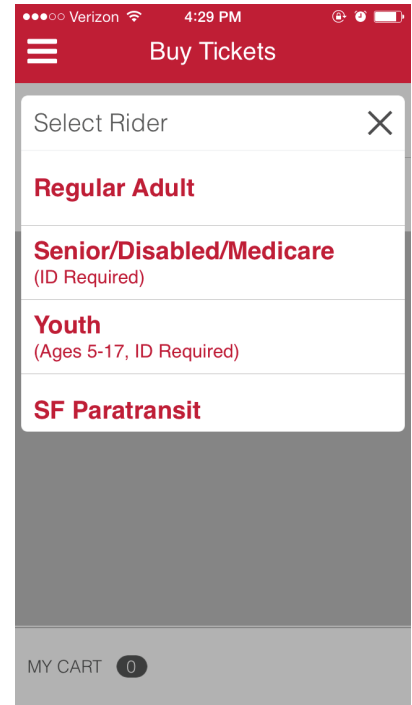 Verizon 4:29 PM
Buy Tickets
Select Rider
Regular Adult
Senior/Disabled/Medicare
(ID Required)
Youth
(Ages 5-17, ID Required)
SF Paratransit
MY CART 0